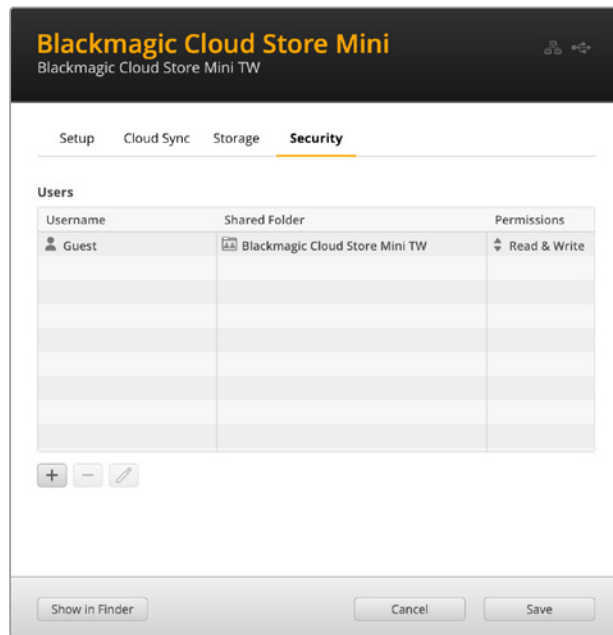 Blackmagic Cloud Store Mini
Blackmagic Cloud Store Mini TW
Setup Cloud Sync Storage Security
Users
Username Shared Folder Permissions
Guest Blackmagic Cloud Store Mini TW Read & Write
Show in Finder Cancel Save